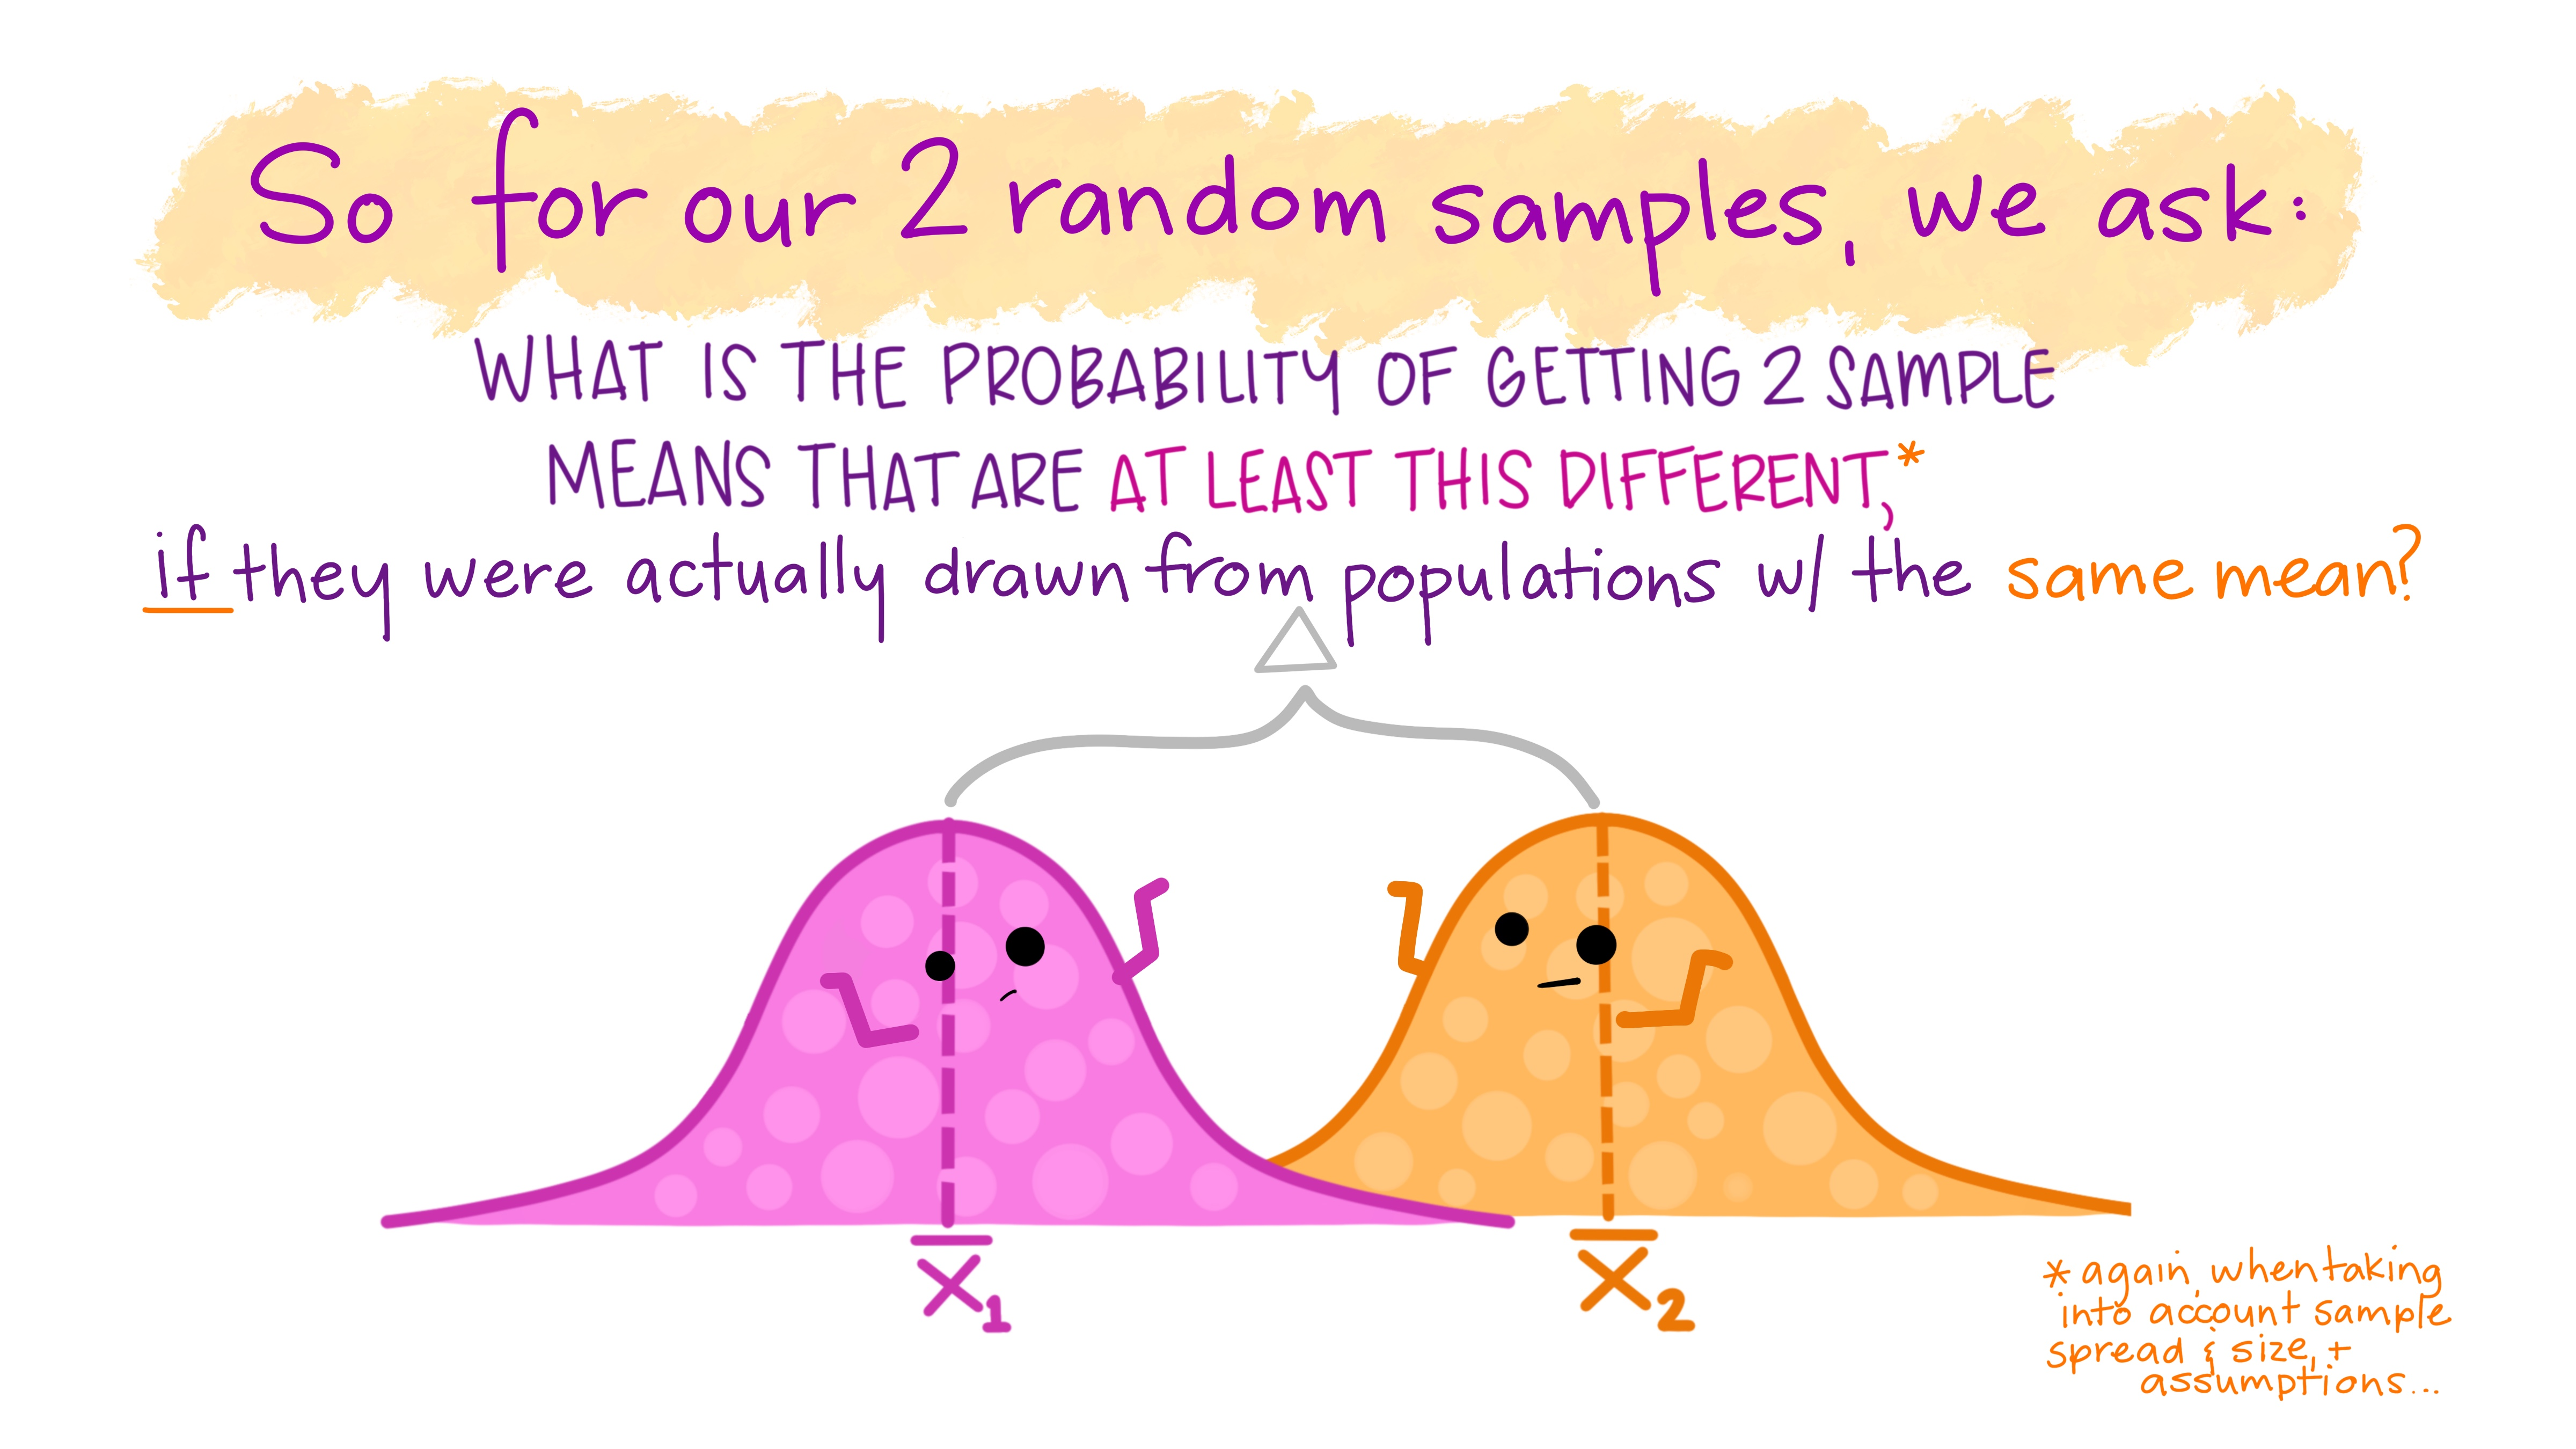 So for our 2 random samples, we ask:
WHAT IS THE PROBABILITY OF GETTING 2 SAMPLE
MEANS THAT ARE AT LEAST THIS DIFFERENT,*
if they were actually drawn from populations w/ the same mean?
X̅1
X̅2
* again, when taking
into account sample
spread & size, +
assumptions...